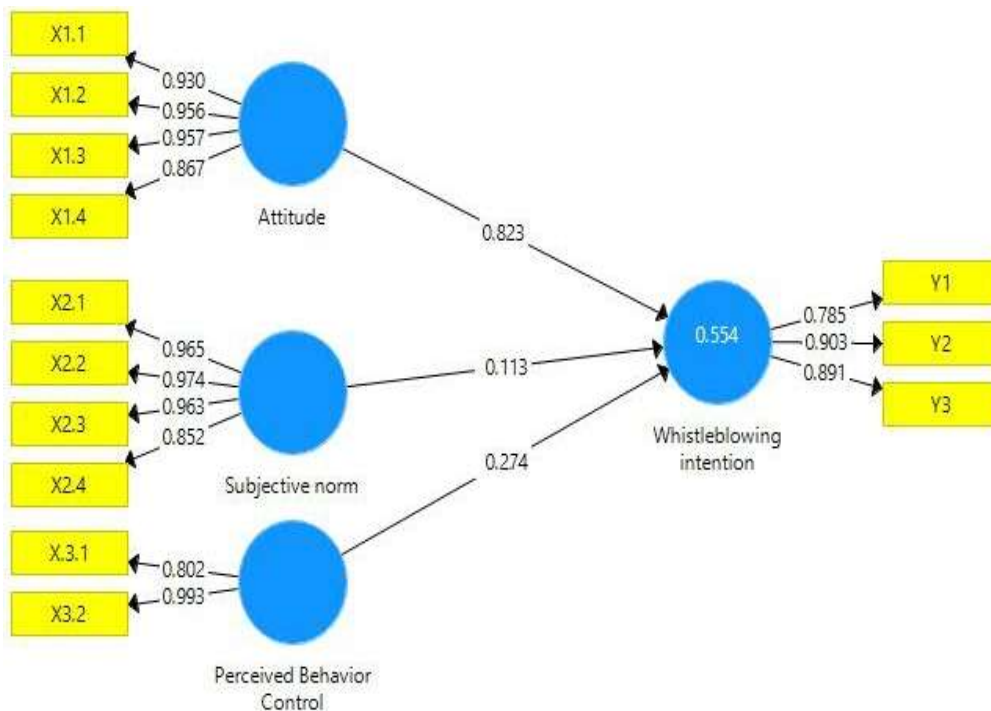 X1.1
X1.2
X1.3
X1.4
0.930
0.956
0.957
0.867
Attitude
0.823
X2.1
X2.2
X2.3
X2.4
0.965
0.974
0.963
0.852
Subjective norm
0.113
X.3.1
X3.2
0.802
0.993
Perceived Behavior
Control
0.274
0.554
Whistleblowing
intention
0.785
0.903
0.891
Y1
Y2
Y3